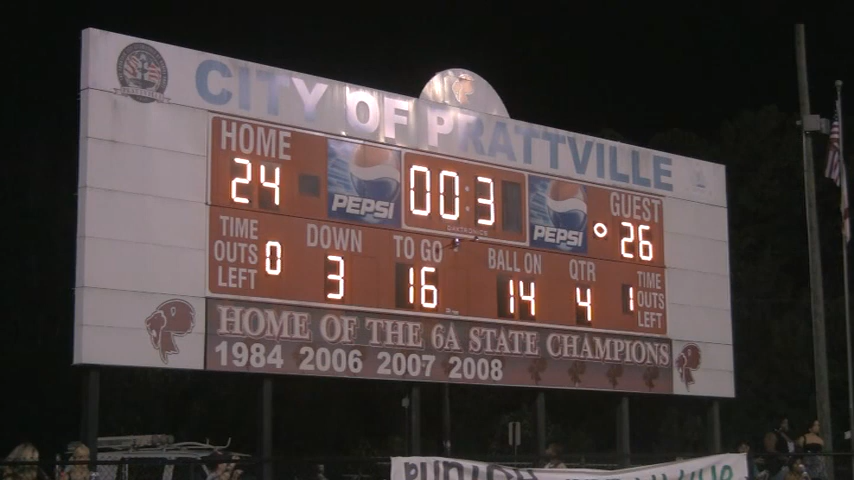 CITY OF PRATTVILLE
HOME
24
PEPSI
00:3
DAKTRONICS
PEPSI
GUEST
26
TIME OUTS LEFT
0
DOWN
3
TO GO
16
BALL ON
14
QTR
4
1
TIME OUTS LEFT
HOME OF THE 6A STATE CHAMPIONS
1984 2006 2007 2008